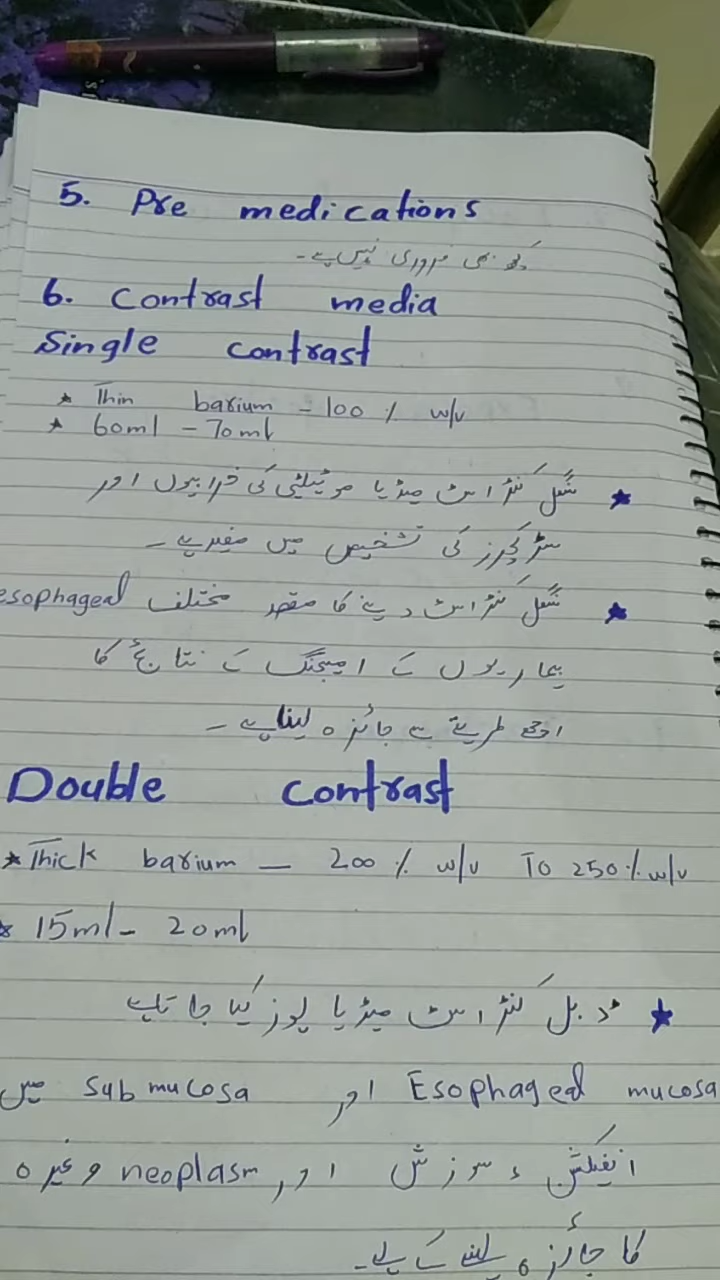 5. Pre medications
کچھ بھی ضروری نہیں ہے۔
6. Contrast media
Single contrast
* Thin barium - 100 % w/v
* 60ml - 70ml
★ سنگل کنٹراسٹ میڈیا موٹیلیٹی کی خرابیوں اور
سٹرکچرز کی تشخیص میں مفید ہے۔
★ سنگل کنٹراسٹ دینے کا مقصد مختلف esophageal
بیماریوں کے امیجنگ کے نتائج کا
اچھے طریقے سے جائزہ لینا ہے۔
Double contrast
* Thick barium — 200 % w/v To 250 % w/v
* 15ml - 20ml
★ ڈبل کنٹراسٹ میڈیا یوز کیا جاتا ہے
Esophageal mucosa اور Sub mucosa میں
انفیکشن، سوزش اور neoplasm وغیرہ
کا جائزہ لینے کے لیے۔